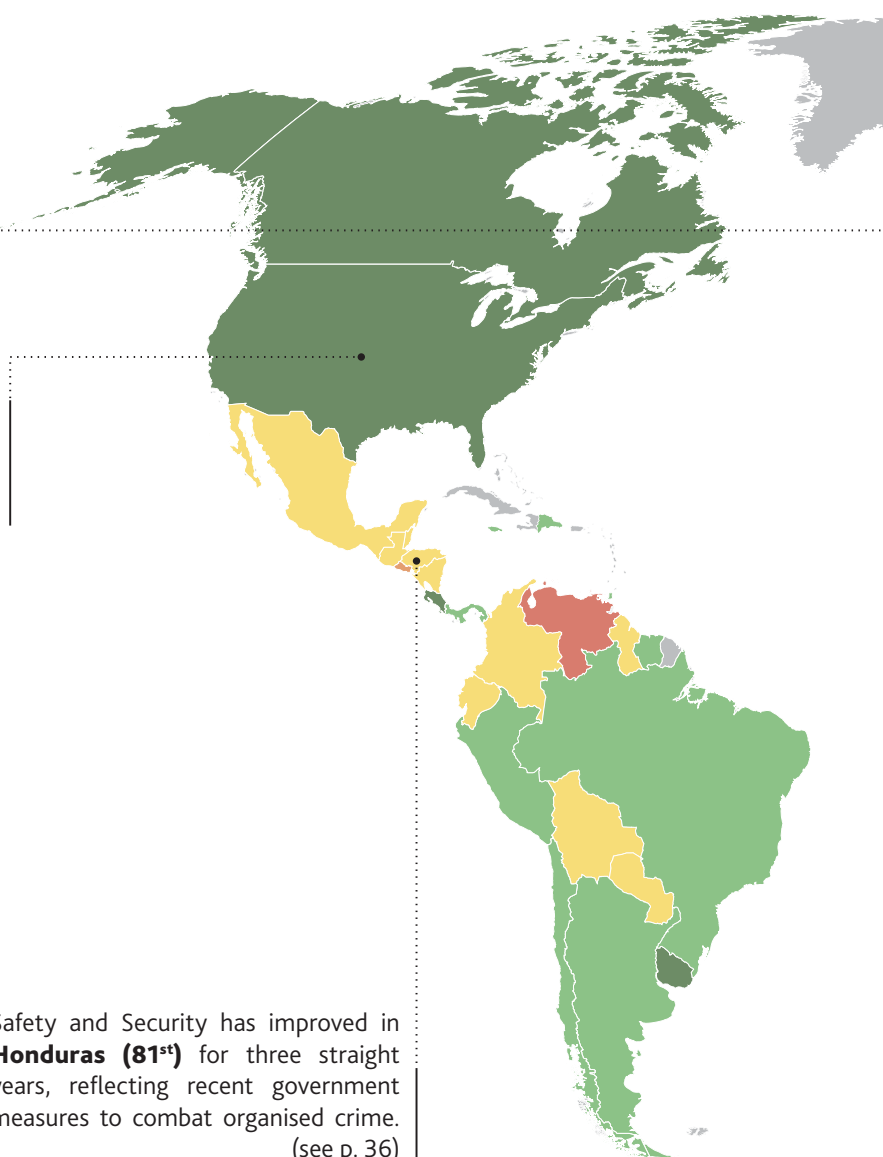 Safety and Security has improved in
Honduras (81st) for three straight
years, reflecting recent government
measures to combat organised crime.
(see p. 36)